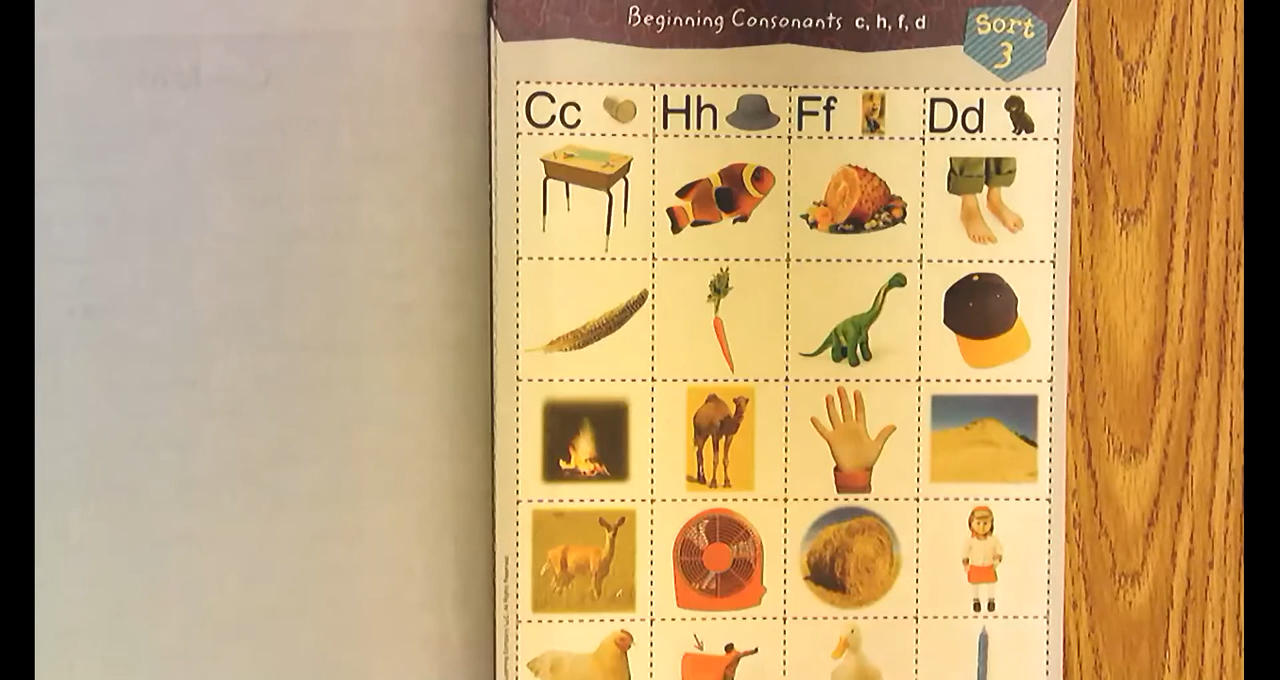 Beginning Consonants c, h, f, d
Sort
3
Cc Hh Ff Dd